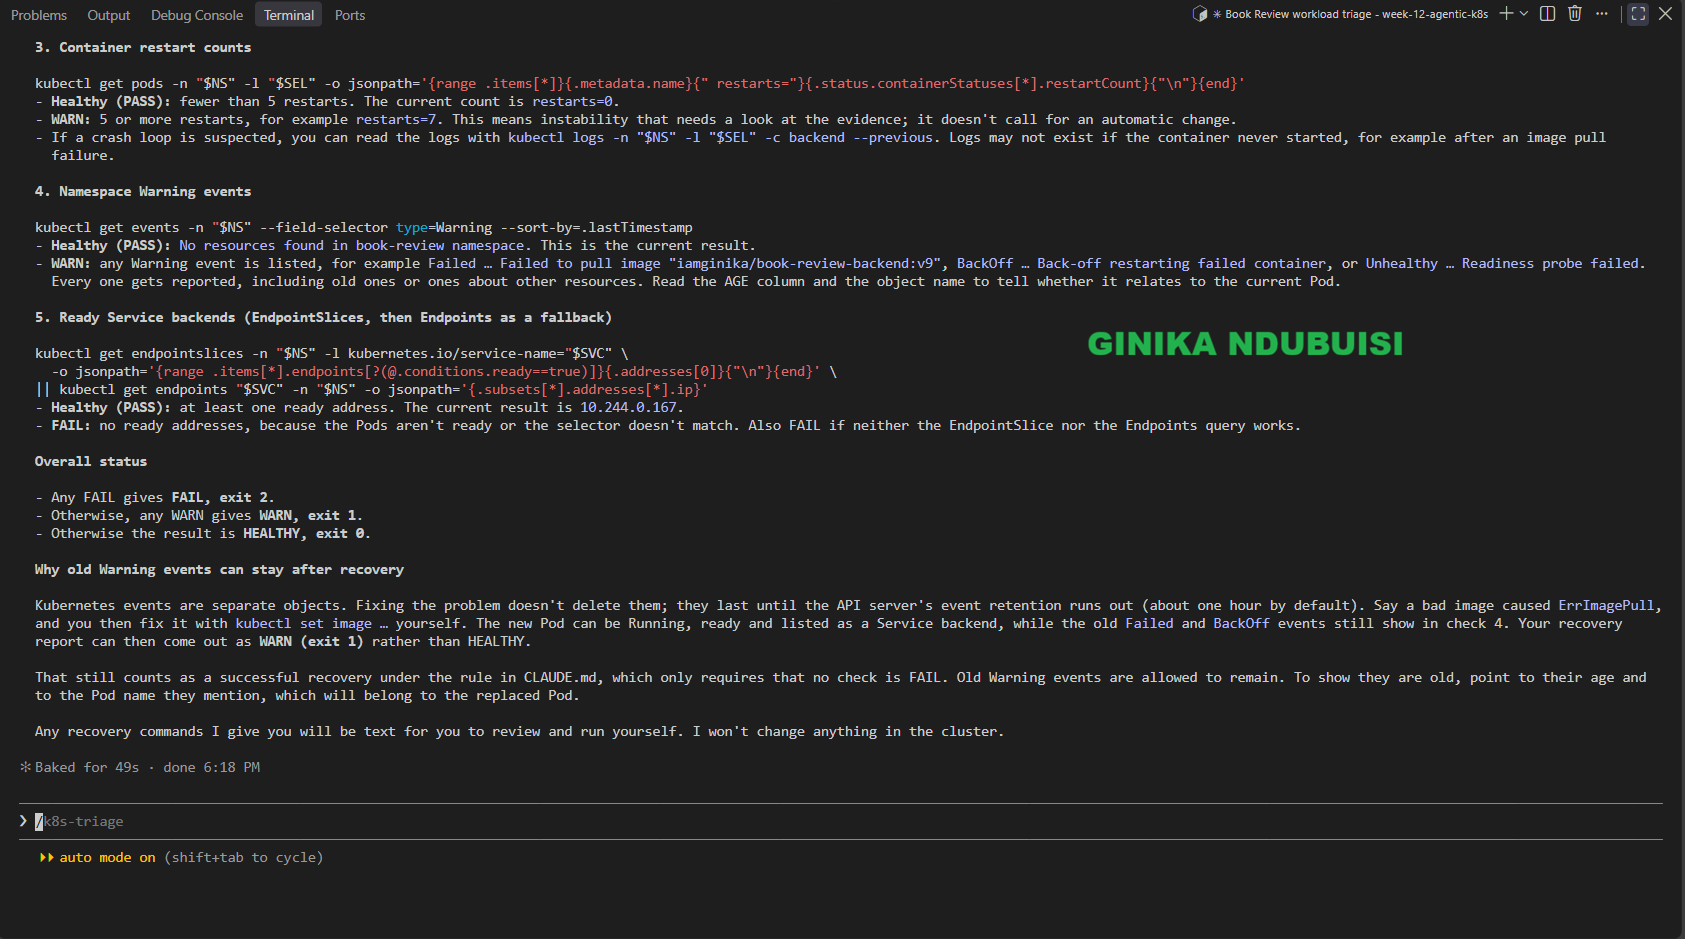 Problems Output Debug Console Terminal Ports
✳ Book Review workload triage - week-12-agentic-k8s
3. Container restart counts
kubectl get pods -n "$NS" -l "$SEL" -o jsonpath='{range .items[*]}{.metadata.name}{" restarts="}{.status.containerStatuses[*].restartCount}{"\n"}{end}'
- Healthy (PASS): fewer than 5 restarts. The current count is restarts=0.
- WARN: 5 or more restarts, for example restarts=7. This means instability that needs a look at the evidence; it doesn't call for an automatic change.
- If a crash loop is suspected, you can read the logs with kubectl logs -n "$NS" -l "$SEL" -c backend --previous. Logs may not exist if the container never started, for example after an image pull
failure.
4. Namespace Warning events
kubectl get events -n "$NS" --field-selector type=Warning --sort-by=.lastTimestamp
- Healthy (PASS): No resources found in book-review namespace. This is the current result.
- WARN: any Warning event is listed, for example Failed … Failed to pull image "iamginika/book-review-backend:v9", BackOff … Back-off restarting failed container, or Unhealthy … Readiness probe failed.
Every one gets reported, including old ones or ones about other resources. Read the AGE column and the object name to tell whether it relates to the current Pod.
5. Ready Service backends (EndpointSlices, then Endpoints as a fallback)
GINIKA NDUBUISI
kubectl get endpointslices -n "$NS" -l kubernetes.io/service-name="$SVC" \
-o jsonpath='{range .items[*].endpoints[?(@.conditions.ready==true)]}{.addresses[0]}{"\n"}{end}' \
|| kubectl get endpoints "$SVC" -n "$NS" -o jsonpath='{.subsets[*].addresses[*].ip}'
- Healthy (PASS): at least one ready address. The current result is 10.244.0.167.
- FAIL: no ready addresses, because the Pods aren't ready or the selector doesn't match. Also FAIL if neither the EndpointSlice nor the Endpoints query works.
Overall status
- Any FAIL gives FAIL, exit 2.
- Otherwise, any WARN gives WARN, exit 1.
- Otherwise the result is HEALTHY, exit 0.
Why old Warning events can stay after recovery
Kubernetes events are separate objects. Fixing the problem doesn't delete them; they last until the API server's event retention runs out (about one hour by default). Say a bad image caused ErrImagePull,
and you then fix it with kubectl set image … yourself. The new Pod can be Running, ready and listed as a Service backend, while the old Failed and BackOff events still show in check 4. Your recovery
report can then come out as WARN (exit 1) rather than HEALTHY.
That still counts as a successful recovery under the rule in CLAUDE.md, which only requires that no check is FAIL. Old Warning events are allowed to remain. To show they are old, point to their age and
to the Pod name they mention, which will belong to the replaced Pod.
Any recovery commands I give you will be text for you to review and run yourself. I won't change anything in the cluster.
✻ Baked for 49s · done 6:18 PM
❯ /k8s-triage
⏵⏵ auto mode on (shift+tab to cycle)